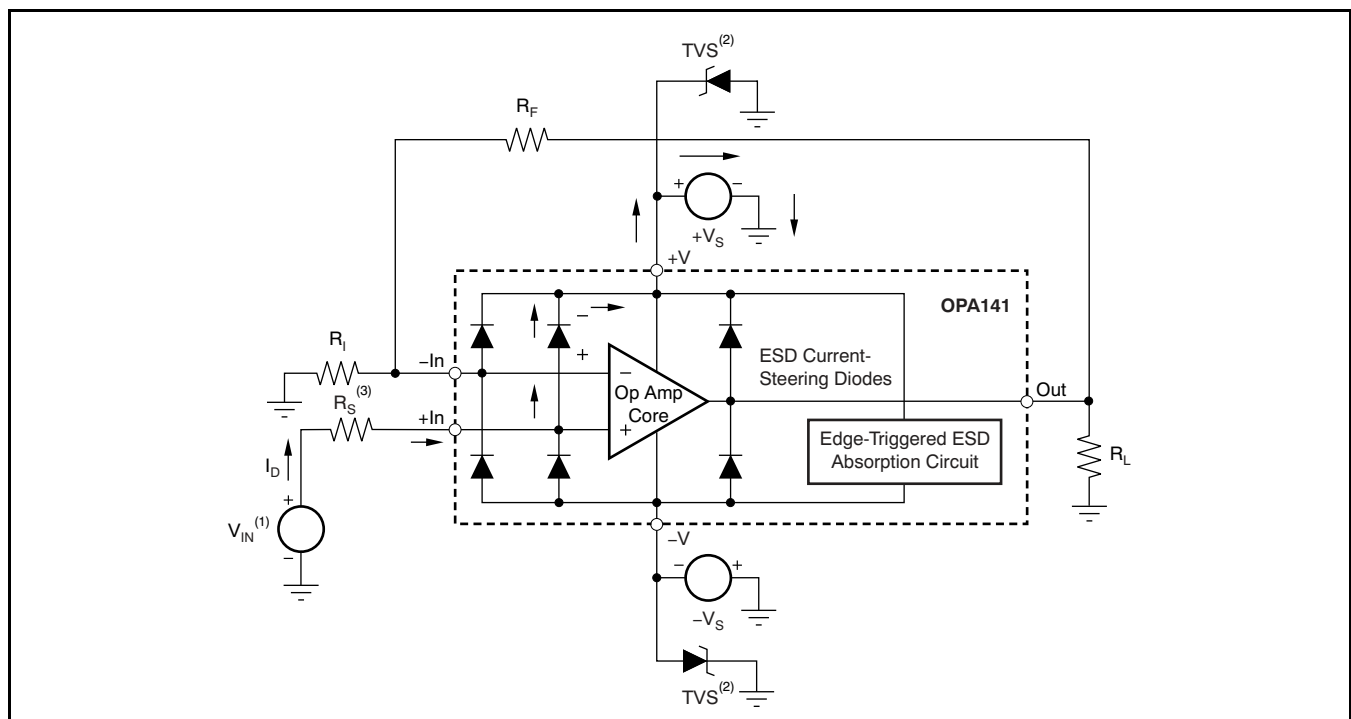 TVS(2)
RF
+ −
+VS
+V
OPA141
−
+
RI
−In
−
ESD Current-
Steering Diodes
Op Amp
Core
Out
RS(3)
+In
+
Edge-Triggered ESD
Absorption Circuit
RL
ID
+
VIN(1)
−
−V
− +
−VS
TVS(2)